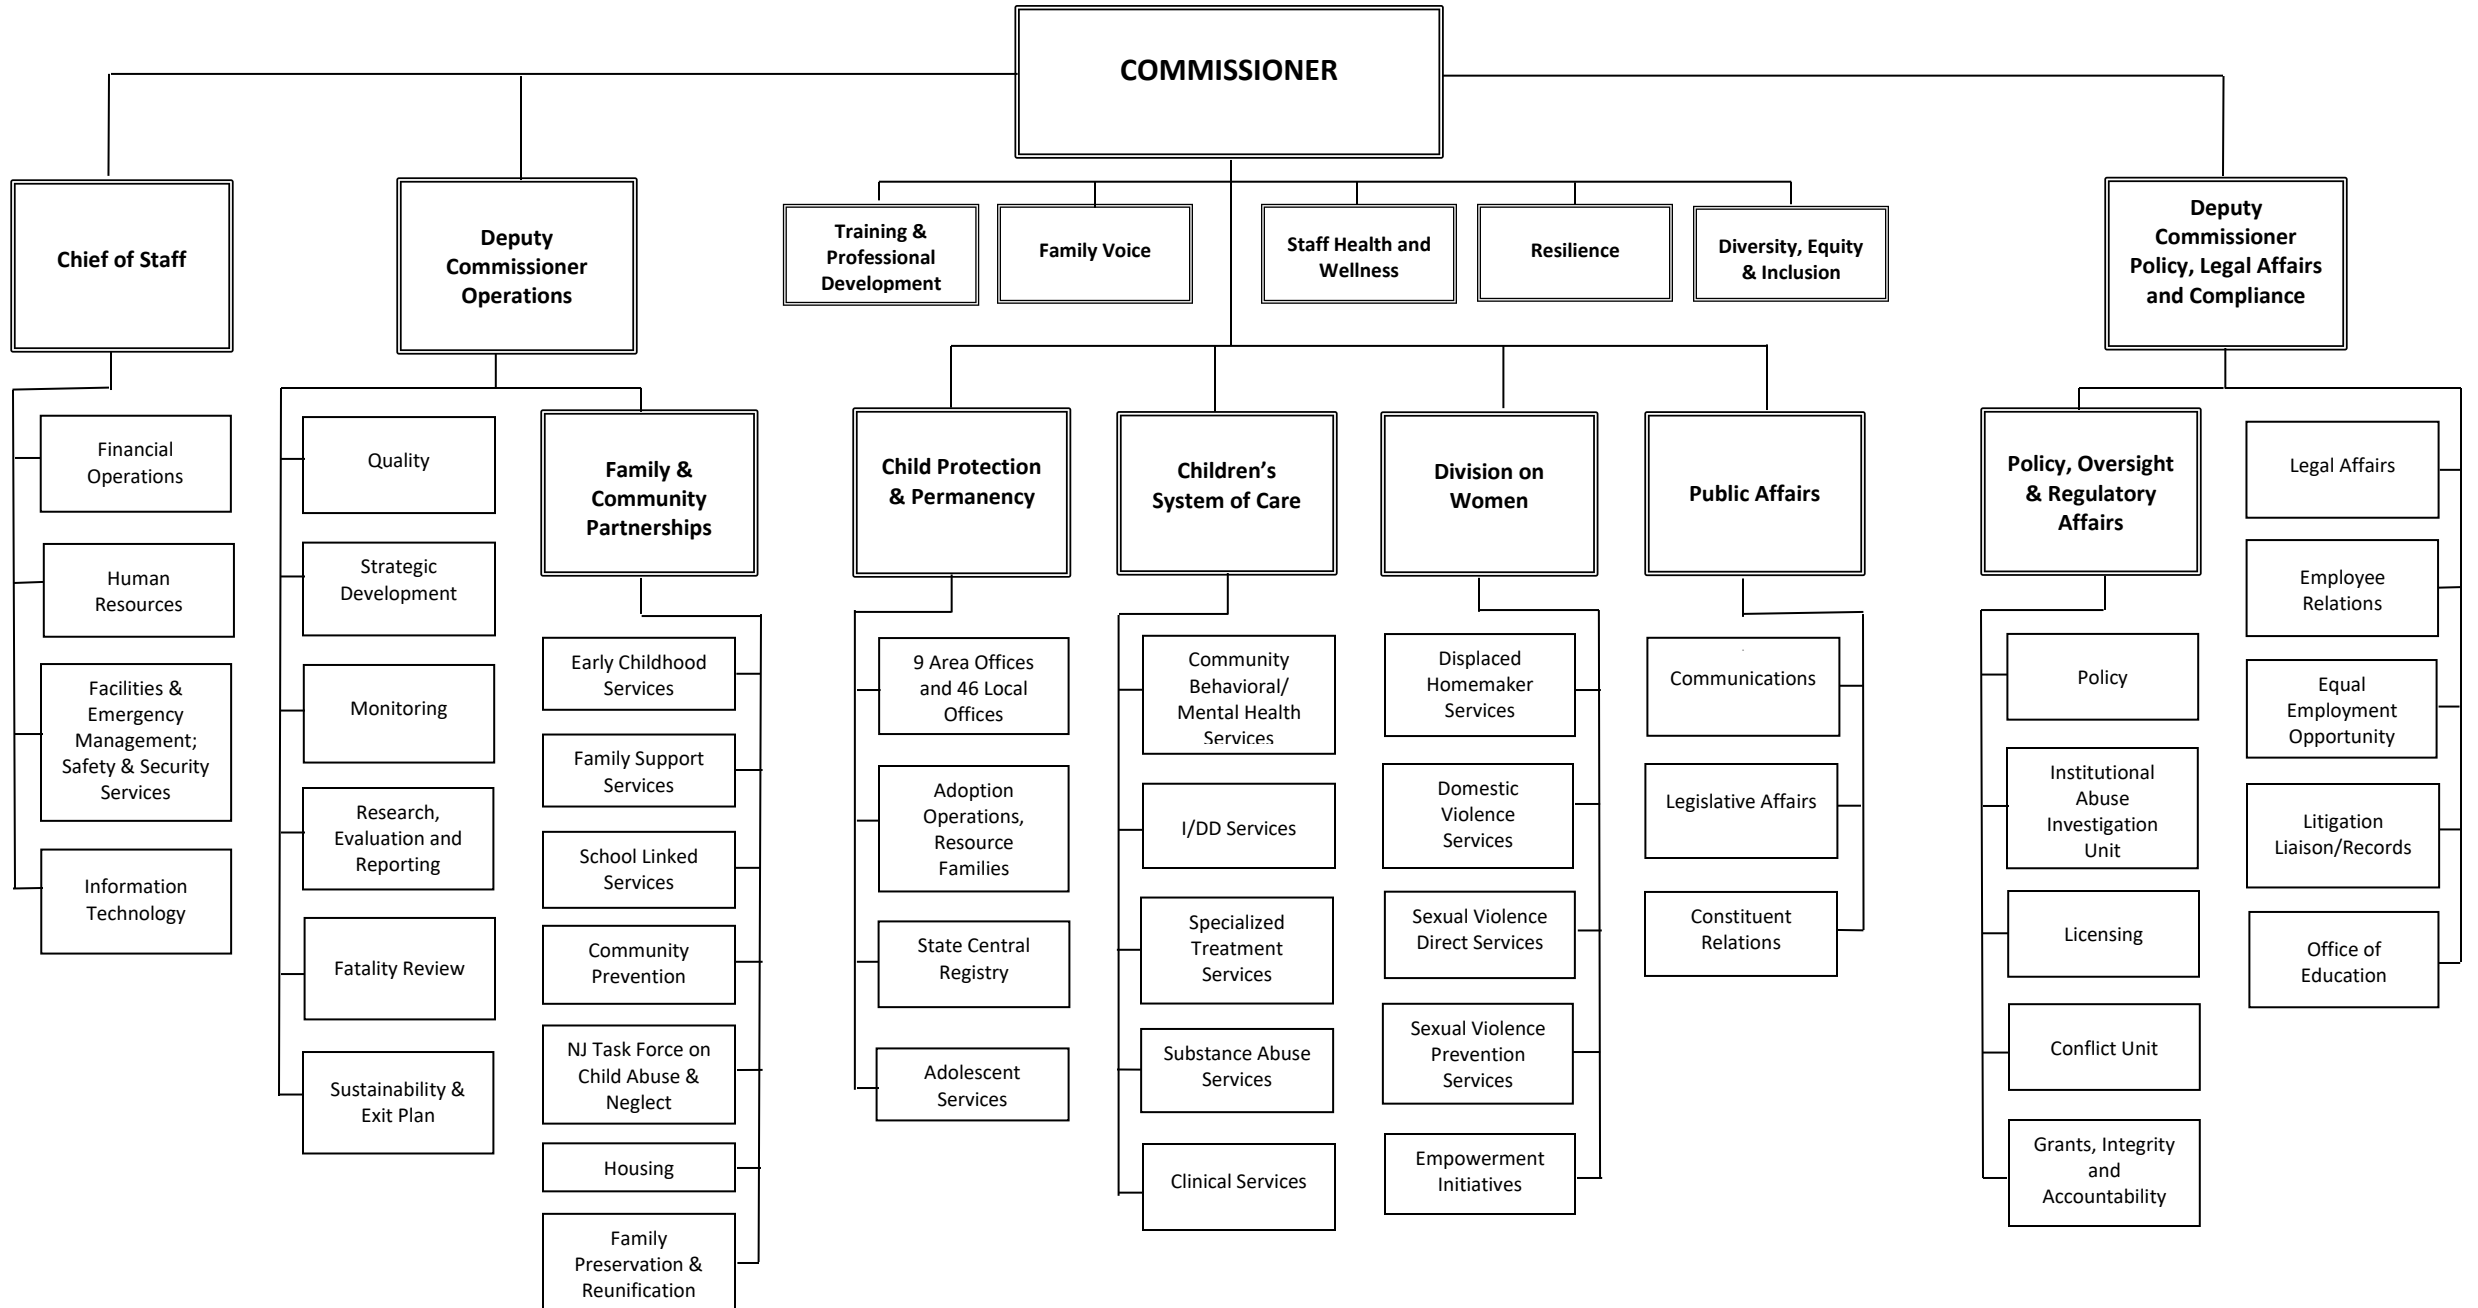 COMMISSIONER
Chief of Staff
Deputy
Commissioner
Operations
Training &
Professional
Development
Family Voice
Staff Health and
Wellness
Resilience
Diversity, Equity
& Inclusion
Deputy
Commissioner
Policy, Legal Affairs
and Compliance
Financial
Operations
Human
Resources
Facilities &
Emergency
Management;
Safety & Security
Services
Information
Technology
Quality
Strategic
Development
Monitoring
Research,
Evaluation and
Reporting
Fatality Review
Sustainability &
Exit Plan
Family &
Community
Partnerships
Early Childhood
Services
Family Support
Services
School Linked
Services
Community
Prevention
NJ Task Force on
Child Abuse &
Neglect
Housing
Family
Preservation &
Reunification
Child Protection
& Permanency
9 Area Offices
and 46 Local
Offices
Adoption
Operations,
Resource
Families
State Central
Registry
Adolescent
Services
Children’s
System of Care
Community
Behavioral/
Mental Health
Services
I/DD Services
Specialized
Treatment
Services
Substance Abuse
Services
Clinical Services
Division on
Women
Displaced
Homemaker
Services
Domestic
Violence
Services
Sexual Violence
Direct Services
Sexual Violence
Prevention
Services
Empowerment
Initiatives
Public Affairs
Communications
Legislative Affairs
Constituent
Relations
Policy, Oversight
& Regulatory
Affairs
Policy
Institutional
Abuse
Investigation
Unit
Licensing
Conflict Unit
Grants, Integrity
and
Accountability
Legal Affairs
Employee
Relations
Equal
Employment
Opportunity
Litigation
Liaison/Records
Office of
Education